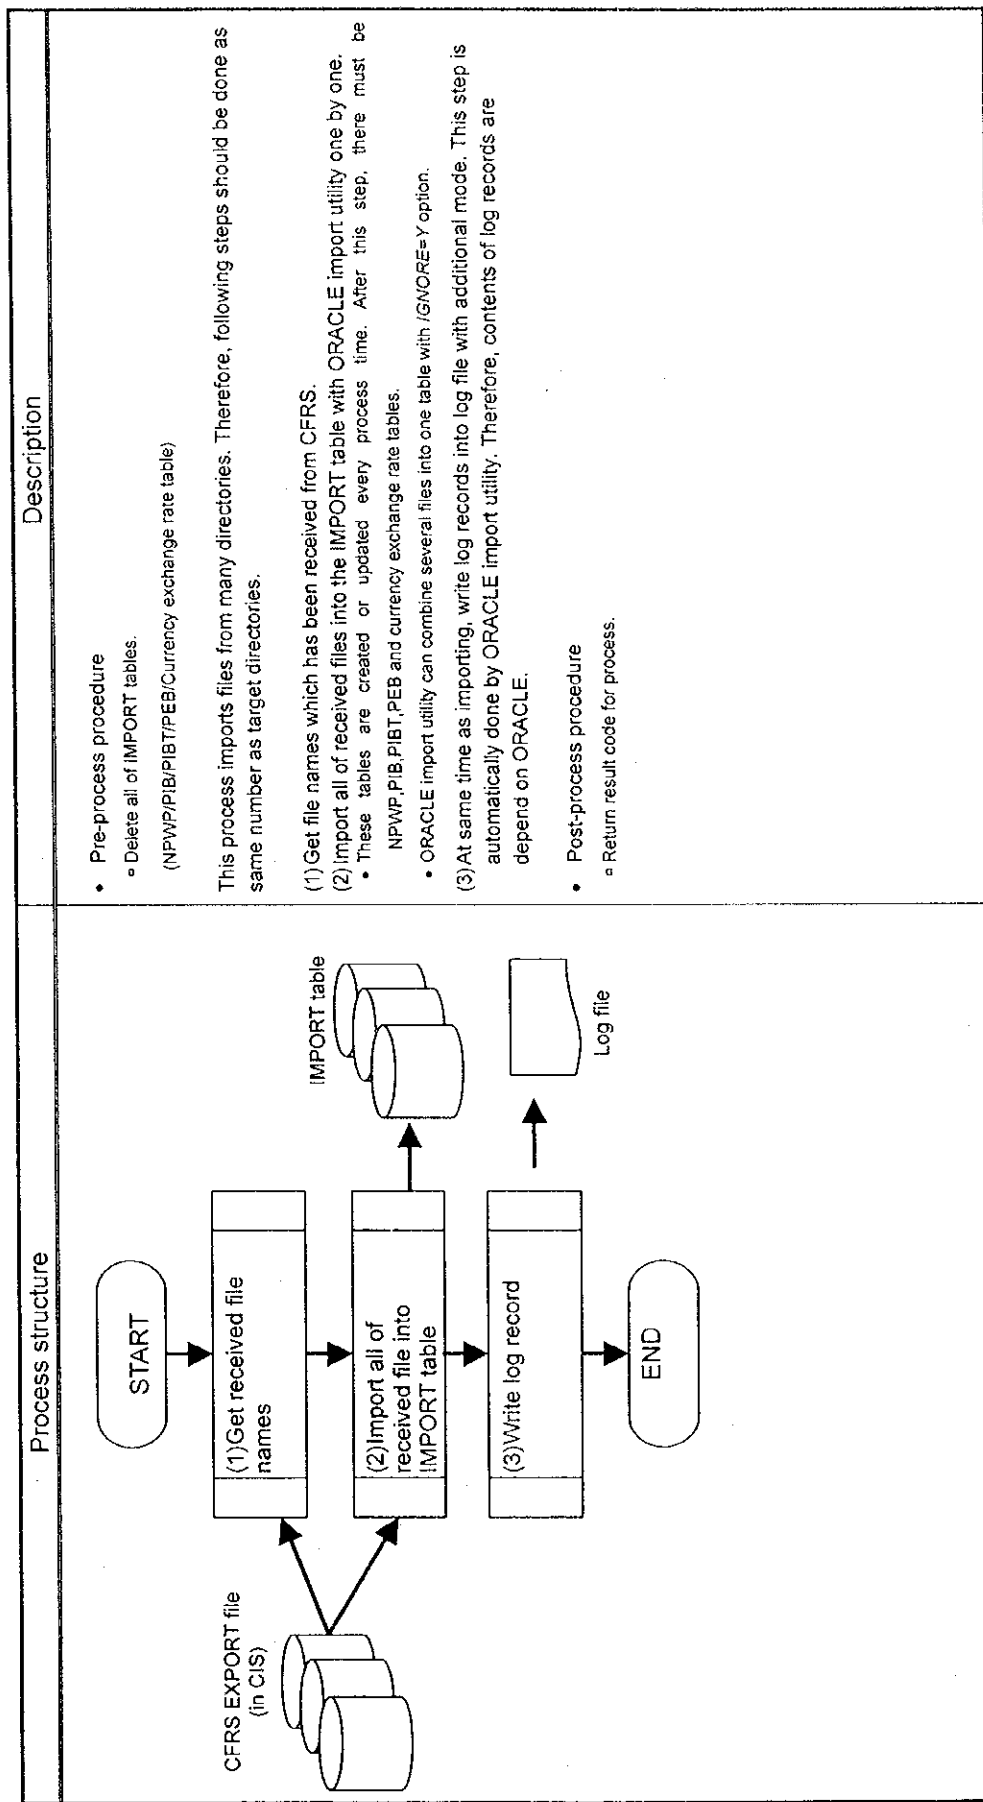 Process structure
Description
START
(1)Get received file
names
(2)Import all of
received file into
IMPORT table
(3)Write log record
END
CFRS EXPORT file
(in CIS)
IMPORT table
Log file
• Pre-process procedure
▫ Delete all of IMPORT tables.
(NPWP/PIB/PIBT/PEB/Currency exchange rate table)
This process imports files from many directories. Therefore, following steps should be done as
same number as target directories.
(1)Get file names which has been received from CFRS.
(2)Import all of received files into the IMPORT table with ORACLE import utility one by one.
• These tables are created or updated every process time. After this step, there must be
NPWP,PIB,PIBT,PEB and currency exchange rate tables.
• ORACLE import utility can combine several files into one table with IGNORE=Y option.
(3)At same time as importing, write log records into log file with additional mode. This step is
automatically done by ORACLE import utility. Therefore, contents of log records are
depend on ORACLE.
• Post-process procedure
▫ Return result code for process.